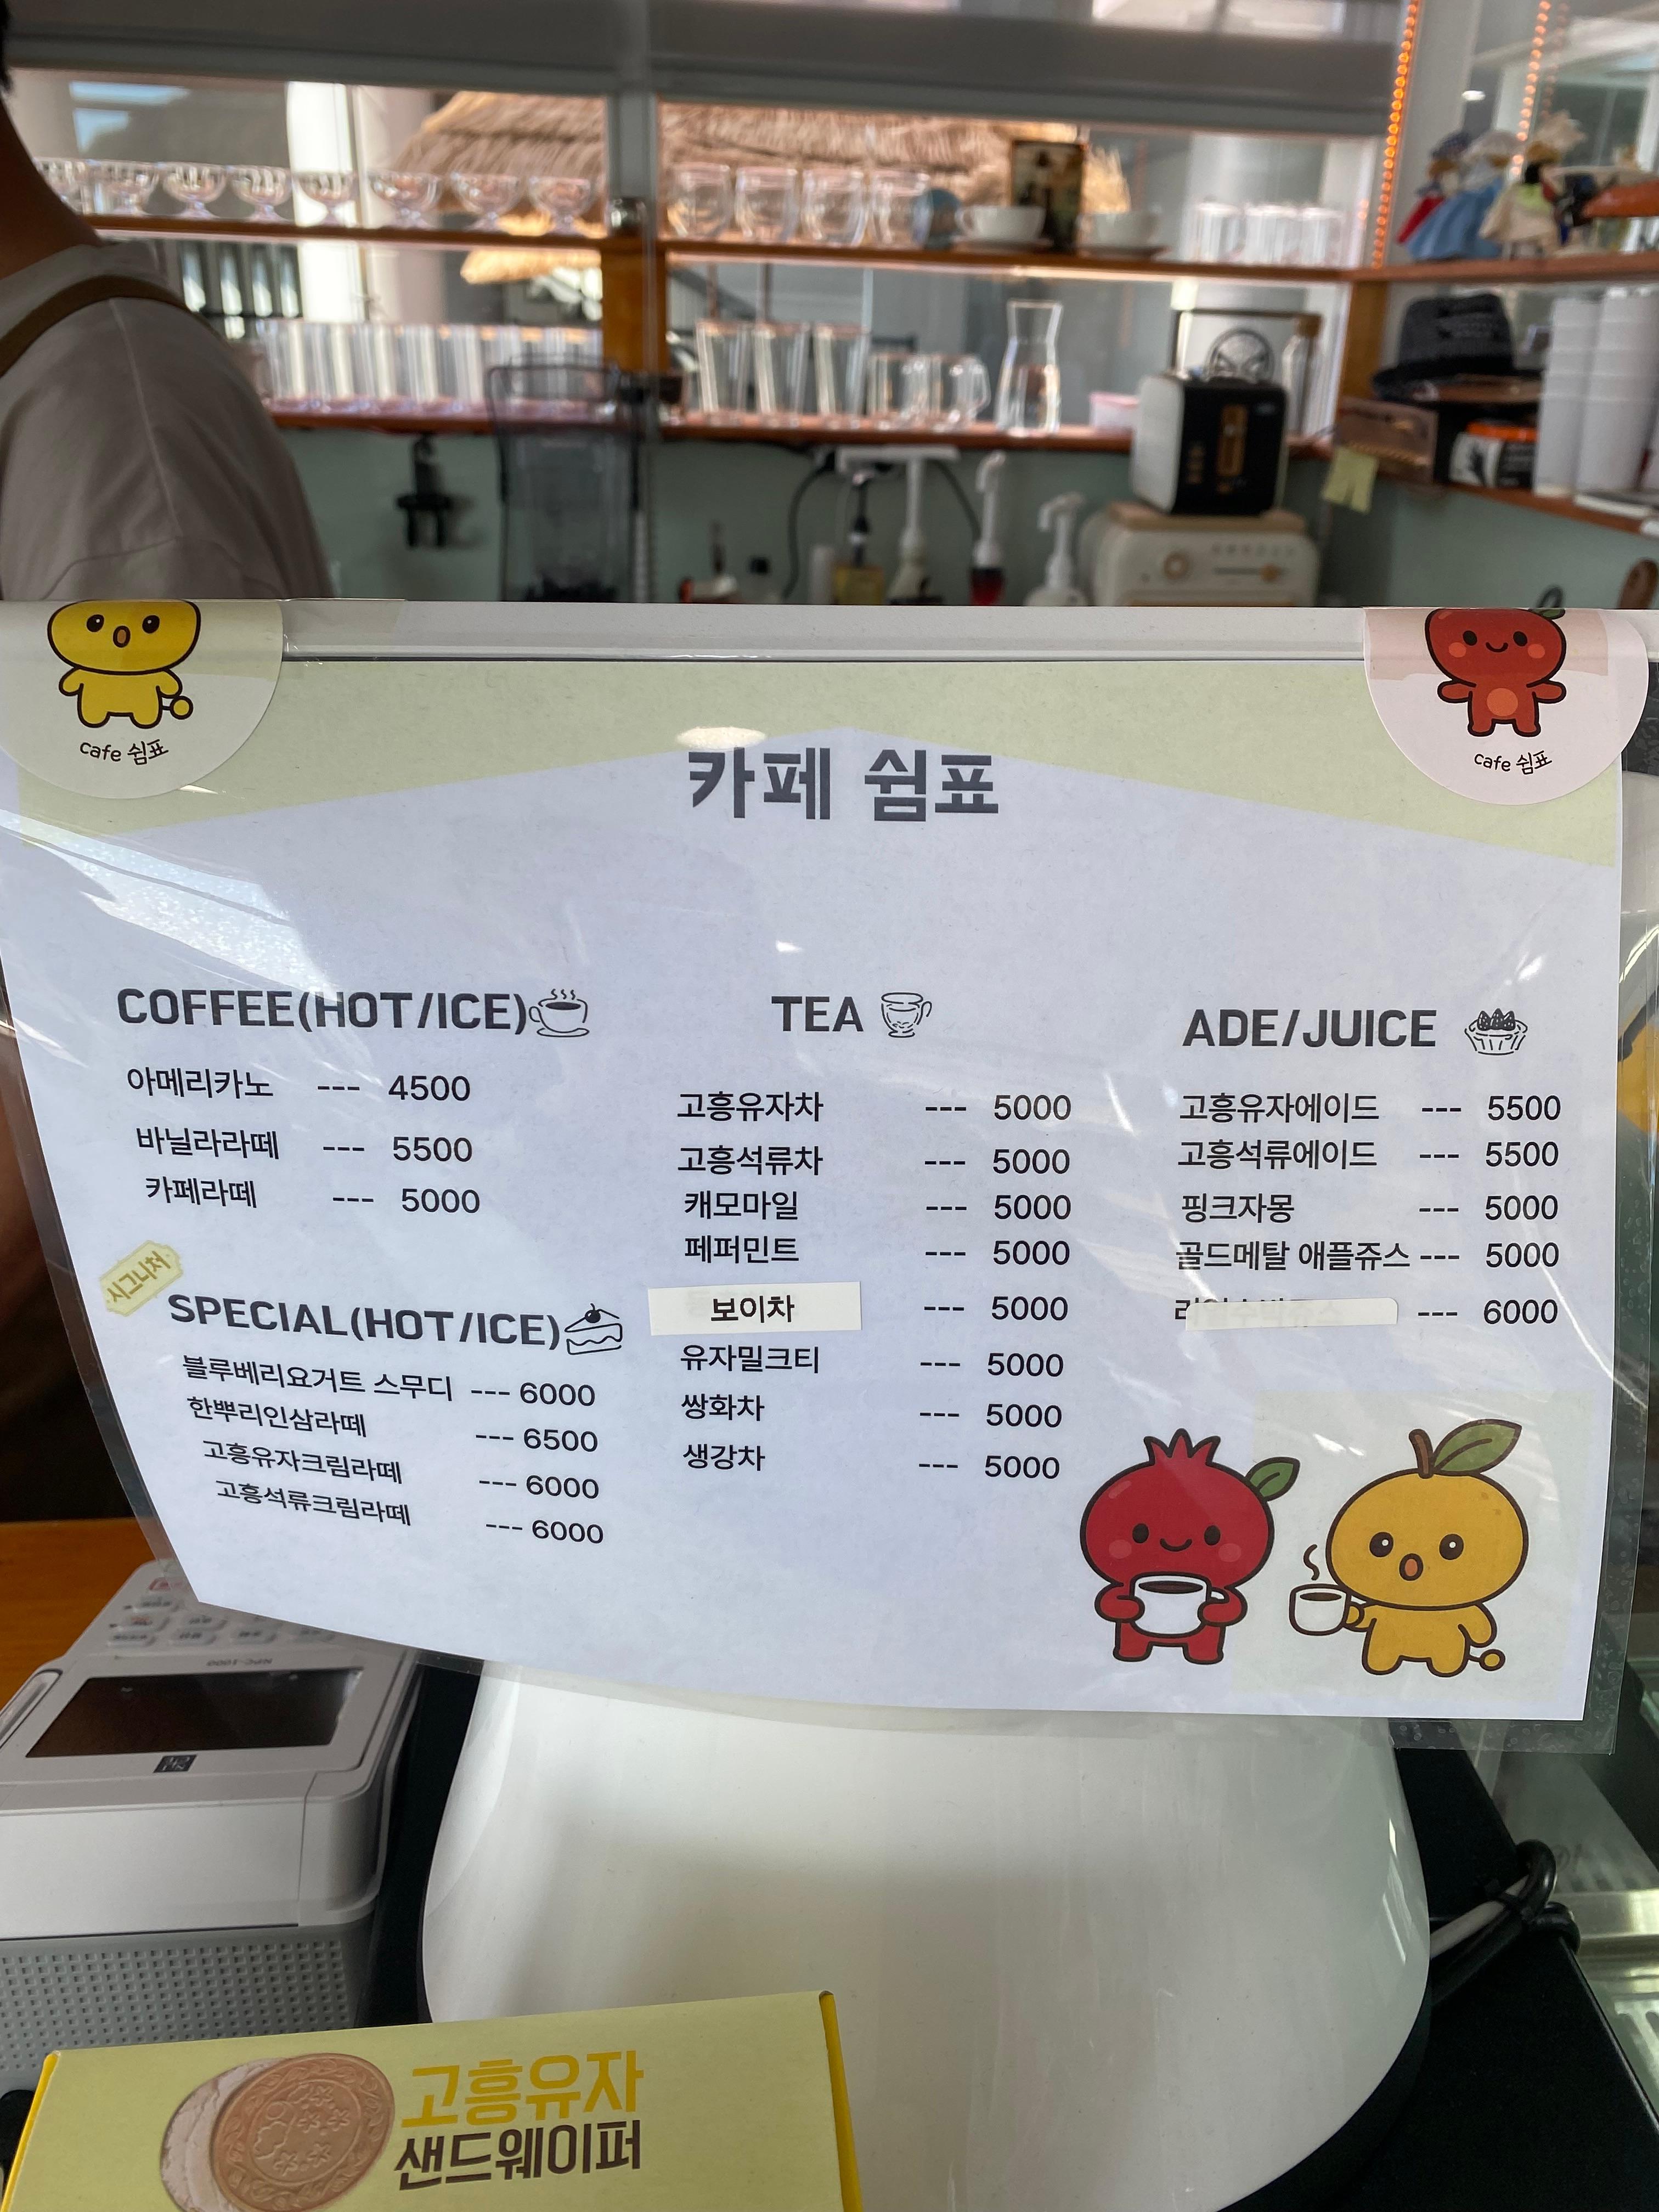 cafe 쉼표
cafe 쉼표
카페 쉼표
COFFEE(HOT/ICE)
아메리카노 --- 4500
바닐라라떼 --- 5500
카페라떼 --- 5000
시그니처
SPECIAL(HOT/ICE)
블루베리요거트 스무디 --- 6000
한뿌리인삼라떼 --- 6500
고흥유자크림라떼 --- 6000
고흥석류크림라떼 --- 6000
TEA
고흥유자차 --- 5000
고흥석류차 --- 5000
캐모마일 --- 5000
페퍼민트 --- 5000
보이차 --- 5000
유자밀크티 --- 5000
쌍화차 --- 5000
생강차 --- 5000
ADE/JUICE
고흥유자에이드 --- 5500
고흥석류에이드 --- 5500
핑크자몽 --- 5000
골드메탈 애플쥬스 --- 5000
--- 6000
고흥유자
샌드웨이퍼